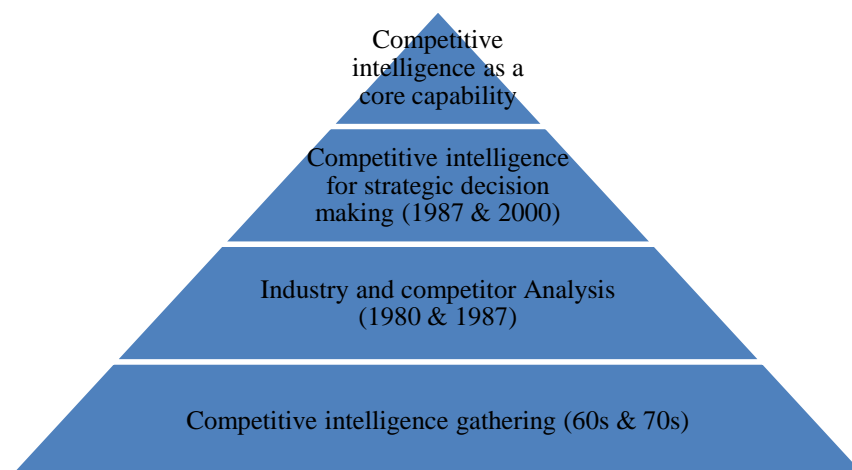 Competitive
intelligence as a
core capability
Competitive intelligence
for strategic decision
making (1987 & 2000)
Industry and competitor Analysis
(1980 & 1987)
Competitive intelligence gathering (60s & 70s)